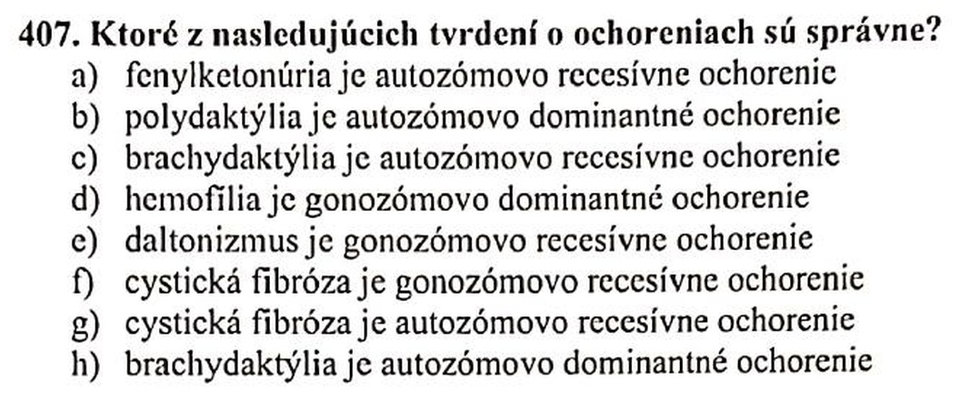 407. Ktoré z nasledujúcich tvrdení o ochoreniach sú správne?
a) fenylketonúria je autozómovo recesívne ochorenie
b) polydaktýlia je autozómovo dominantné ochorenie
c) brachydaktýlia je autozómovo recesívne ochorenie
d) hemofília je gonozómovo dominantné ochorenie
e) daltonizmus je gonozómovo recesívne ochorenie
f) cystická fibróza je gonozómovo recesívne ochorenie
g) cystická fibróza je autozómovo recesívne ochorenie
h) brachydaktýlia je autozómovo dominantné ochorenie